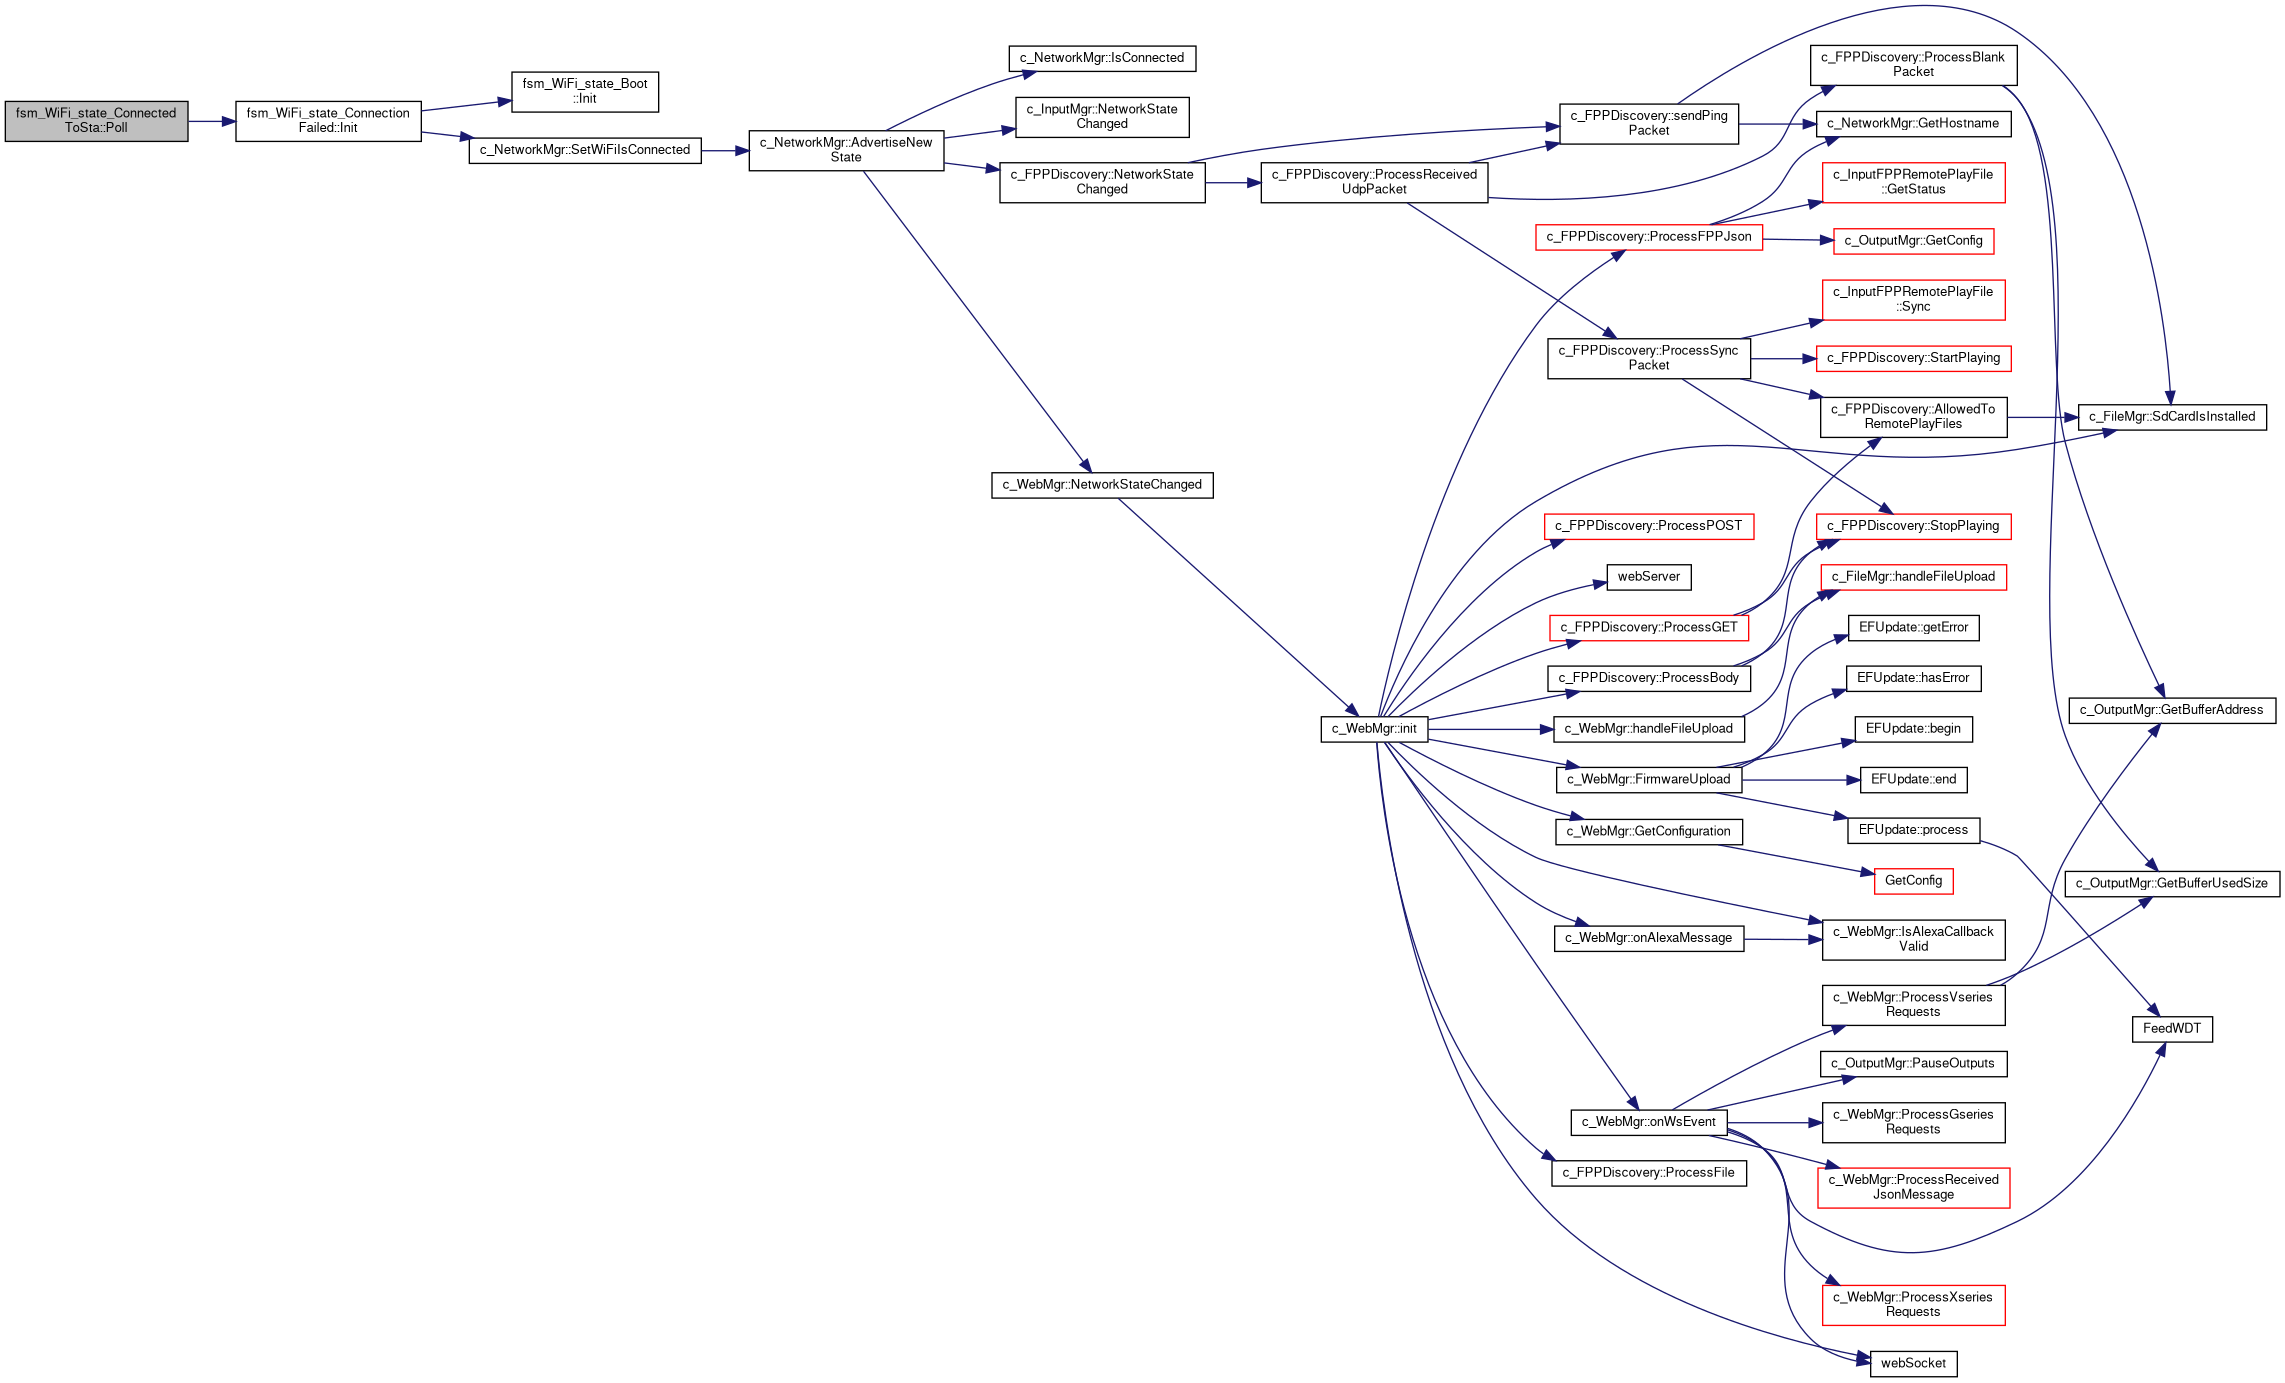 fsm_WiFi_state_Connected
ToSta::Poll
fsm_WiFi_state_Connection
Failed::Init
fsm_WiFi_state_Boot
::Init
c_NetworkMgr::SetWiFiIsConnected
c_NetworkMgr::AdvertiseNew
State
c_NetworkMgr::IsConnected
c_InputMgr::NetworkState
Changed
c_FPPDiscovery::NetworkState
Changed
c_WebMgr::NetworkStateChanged
c_FPPDiscovery::ProcessReceived
UdpPacket
c_WebMgr::init
c_FPPDiscovery::sendPing
Packet
c_FPPDiscovery::ProcessFPPJson
c_FPPDiscovery::ProcessSync
Packet
c_FPPDiscovery::ProcessPOST
webServer
c_FPPDiscovery::ProcessGET
c_FPPDiscovery::ProcessBody
c_WebMgr::handleFileUpload
c_WebMgr::FirmwareUpload
c_WebMgr::GetConfiguration
c_WebMgr::onAlexaMessage
c_WebMgr::onWsEvent
c_FPPDiscovery::ProcessFile
c_FPPDiscovery::ProcessBlank
Packet
c_NetworkMgr::GetHostname
c_InputFPPRemotePlayFile
::GetStatus
c_OutputMgr::GetConfig
c_InputFPPRemotePlayFile
::Sync
c_FPPDiscovery::StartPlaying
c_FPPDiscovery::AllowedTo
RemotePlayFiles
c_FPPDiscovery::StopPlaying
c_FileMgr::handleFileUpload
EFUpdate::getError
EFUpdate::hasError
EFUpdate::begin
EFUpdate::end
EFUpdate::process
GetConfig
c_WebMgr::IsAlexaCallback
Valid
c_WebMgr::ProcessVseries
Requests
c_OutputMgr::PauseOutputs
c_WebMgr::ProcessGseries
Requests
c_WebMgr::ProcessReceived
JsonMessage
c_WebMgr::ProcessXseries
Requests
webSocket
c_FileMgr::SdCardIsInstalled
c_OutputMgr::GetBufferAddress
c_OutputMgr::GetBufferUsedSize
FeedWDT